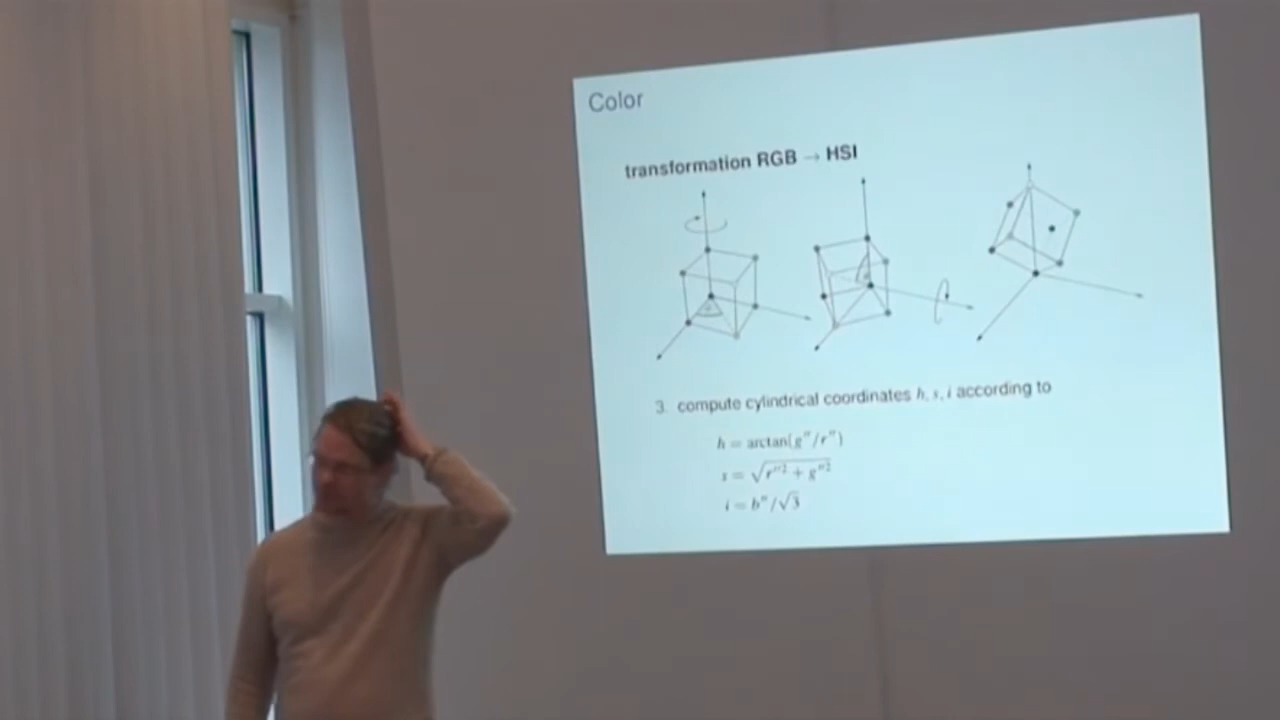 Color
transformation RGB → HSI
3. compute cylindrical coordinates h, s, i according to
h = arctan(g″/r″)
s = √(r″² + g″²)
i = b″/√3